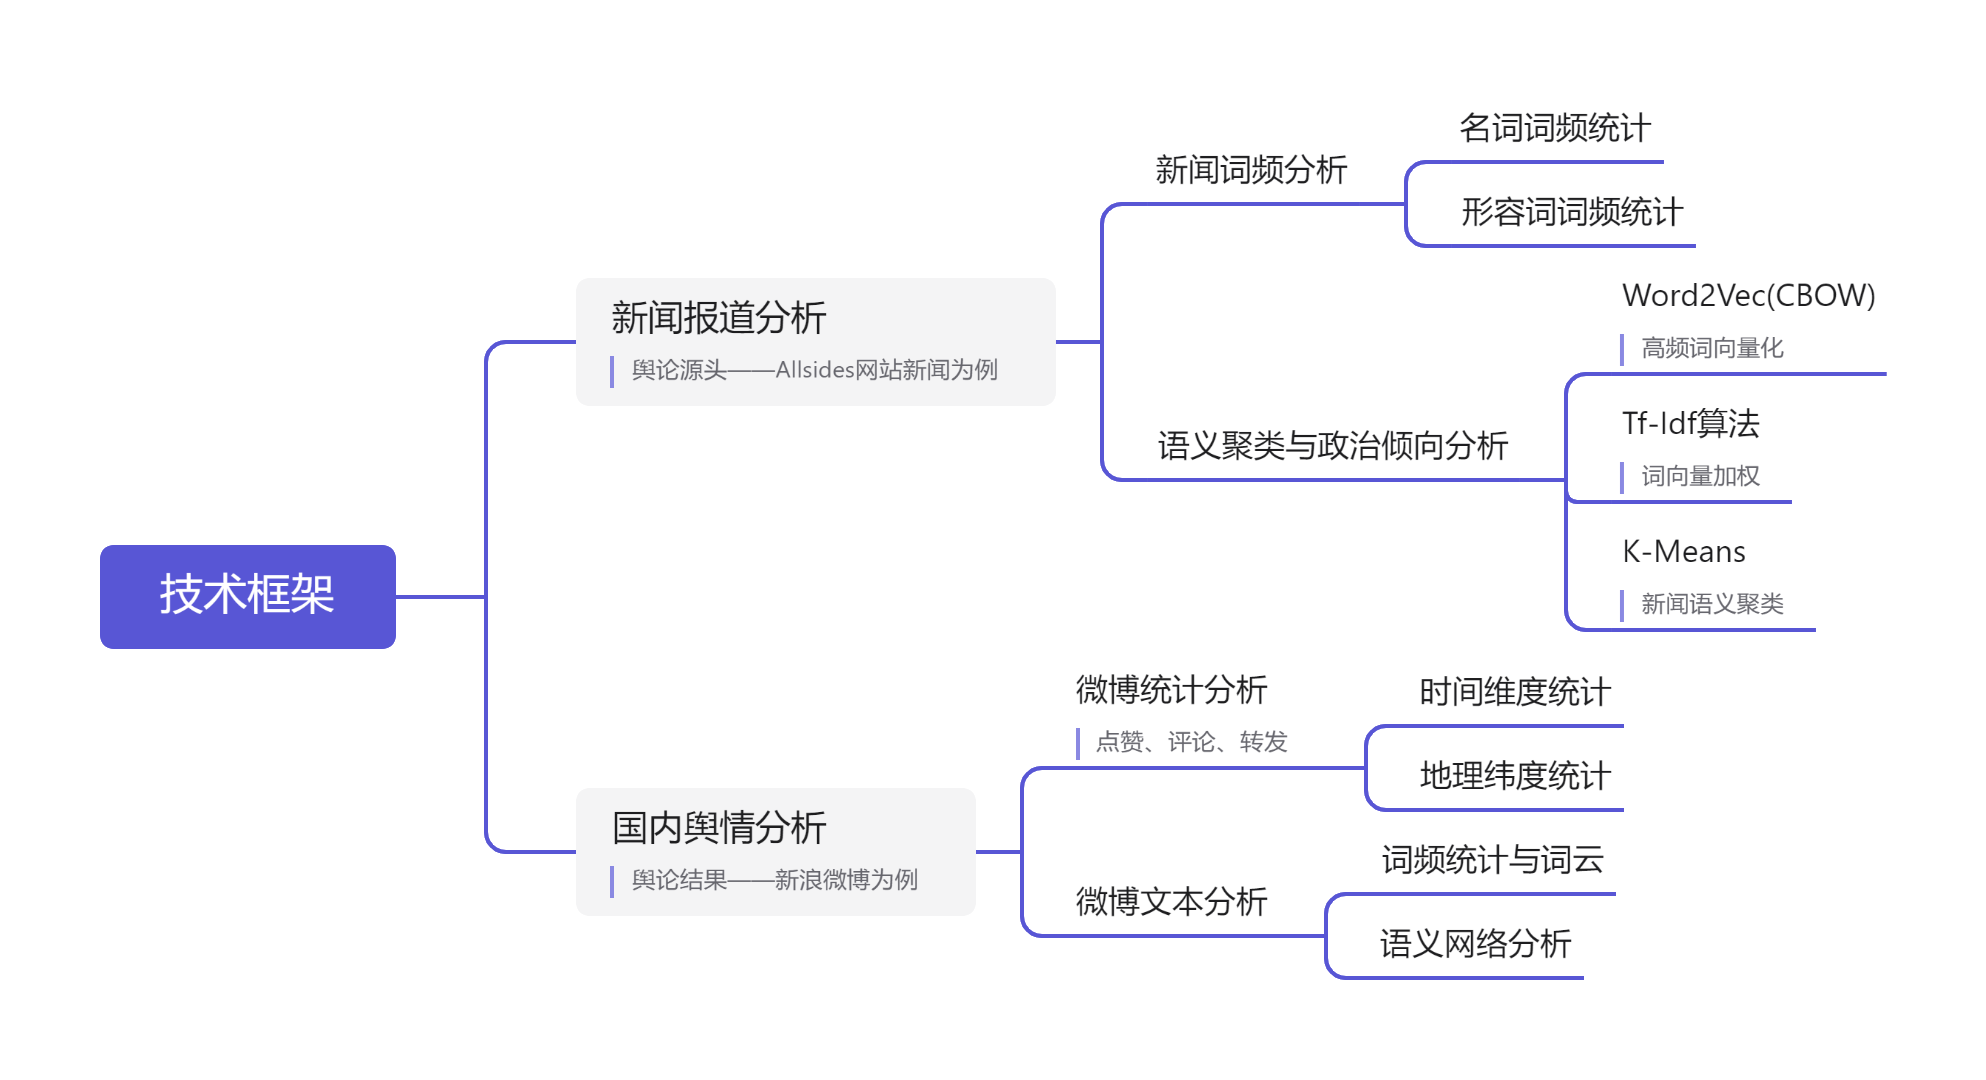 技术框架
新闻报道分析
舆论源头——Allsides网站新闻为例
新闻词频分析
名词词频统计
形容词词频统计
语义聚类与政治倾向分析
Word2Vec(CBOW)
高频词向量化
Tf-Idf算法
词向量加权
K-Means
新闻语义聚类
国内舆情分析
舆论结果——新浪微博为例
微博统计分析
点赞、评论、转发
时间维度统计
地理纬度统计
微博文本分析
词频统计与词云
语义网络分析